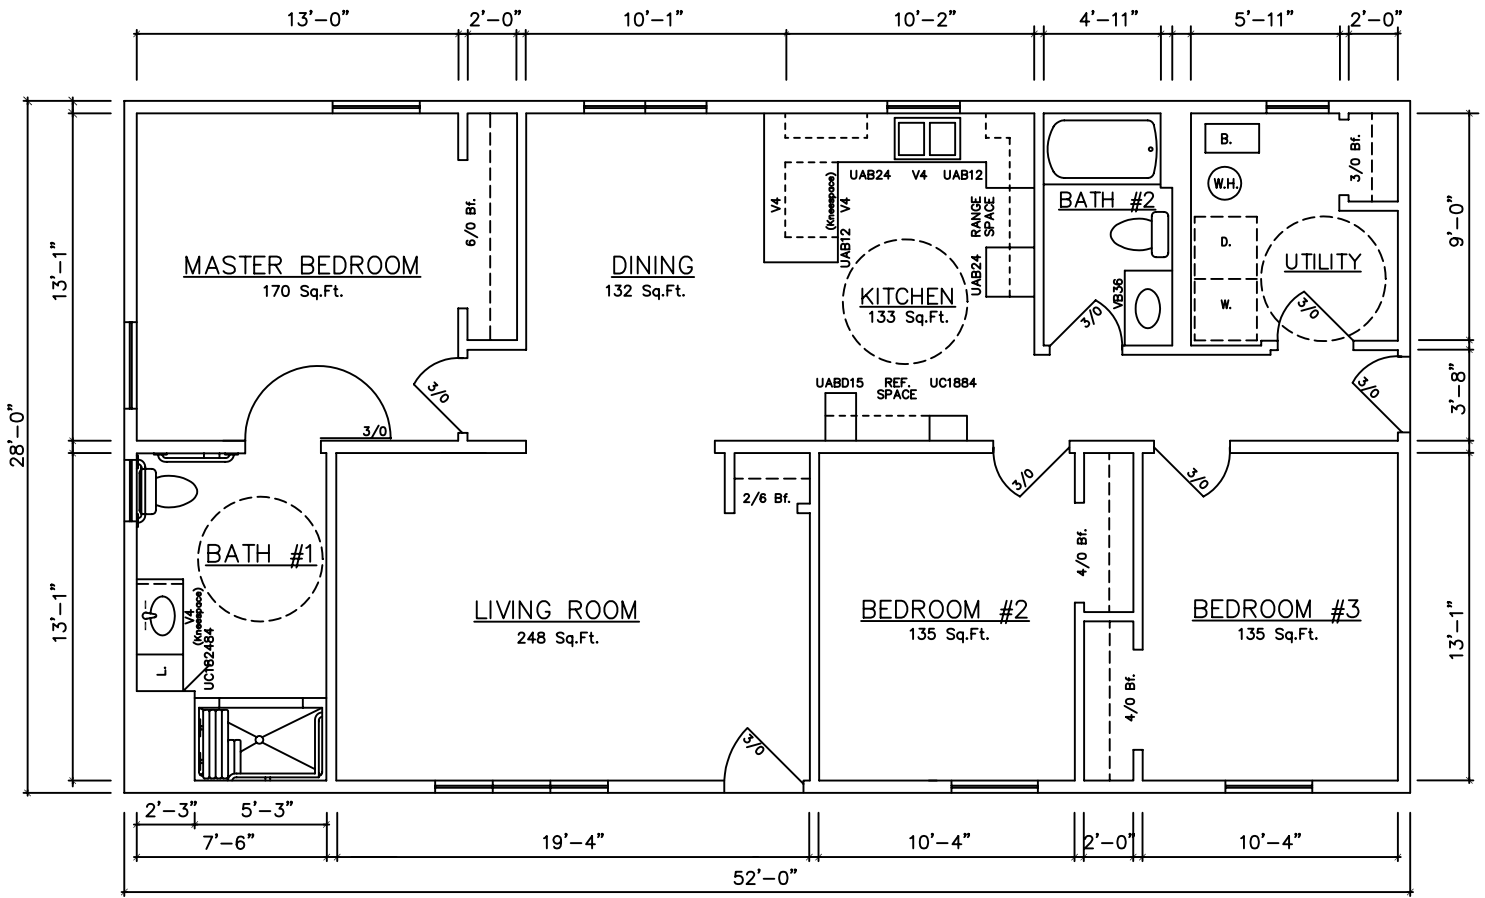 13'-0" 2'-0" 10'-1" 10'-2" 4'-11" 5'-11" 2'-0"
13'-1"
28'-0"
13'-1"
9'-0"
3'-8"
13'-1"
MASTER BEDROOM
170 Sq.Ft.
6/0 Bf.
3/0
3/0
DINING
132 Sq.Ft.
UAB24 V4 UAB12
V4
(Kneespace)
V4
UAB12
RANGE
SPACE
UAB24
KITCHEN
133 Sq.Ft.
UABD15 REF.
SPACE
UC1884
BATH #2
VB36
3/0
B.
W.H.
D.
W.
UTILITY
3/0
3/0 Bf.
3/0
BATH #1
V4
(Kneespace)
UC182484
L.
LIVING ROOM
248 Sq.Ft.
2/6 Bf.
3/0
BEDROOM #2
135 Sq.Ft.
3/0
4/0 Bf.
4/0 Bf.
BEDROOM #3
135 Sq.Ft.
3/0
2'-3" 5'-3"
7'-6" 19'-4" 10'-4" 2'-0" 10'-4"
52'-0"